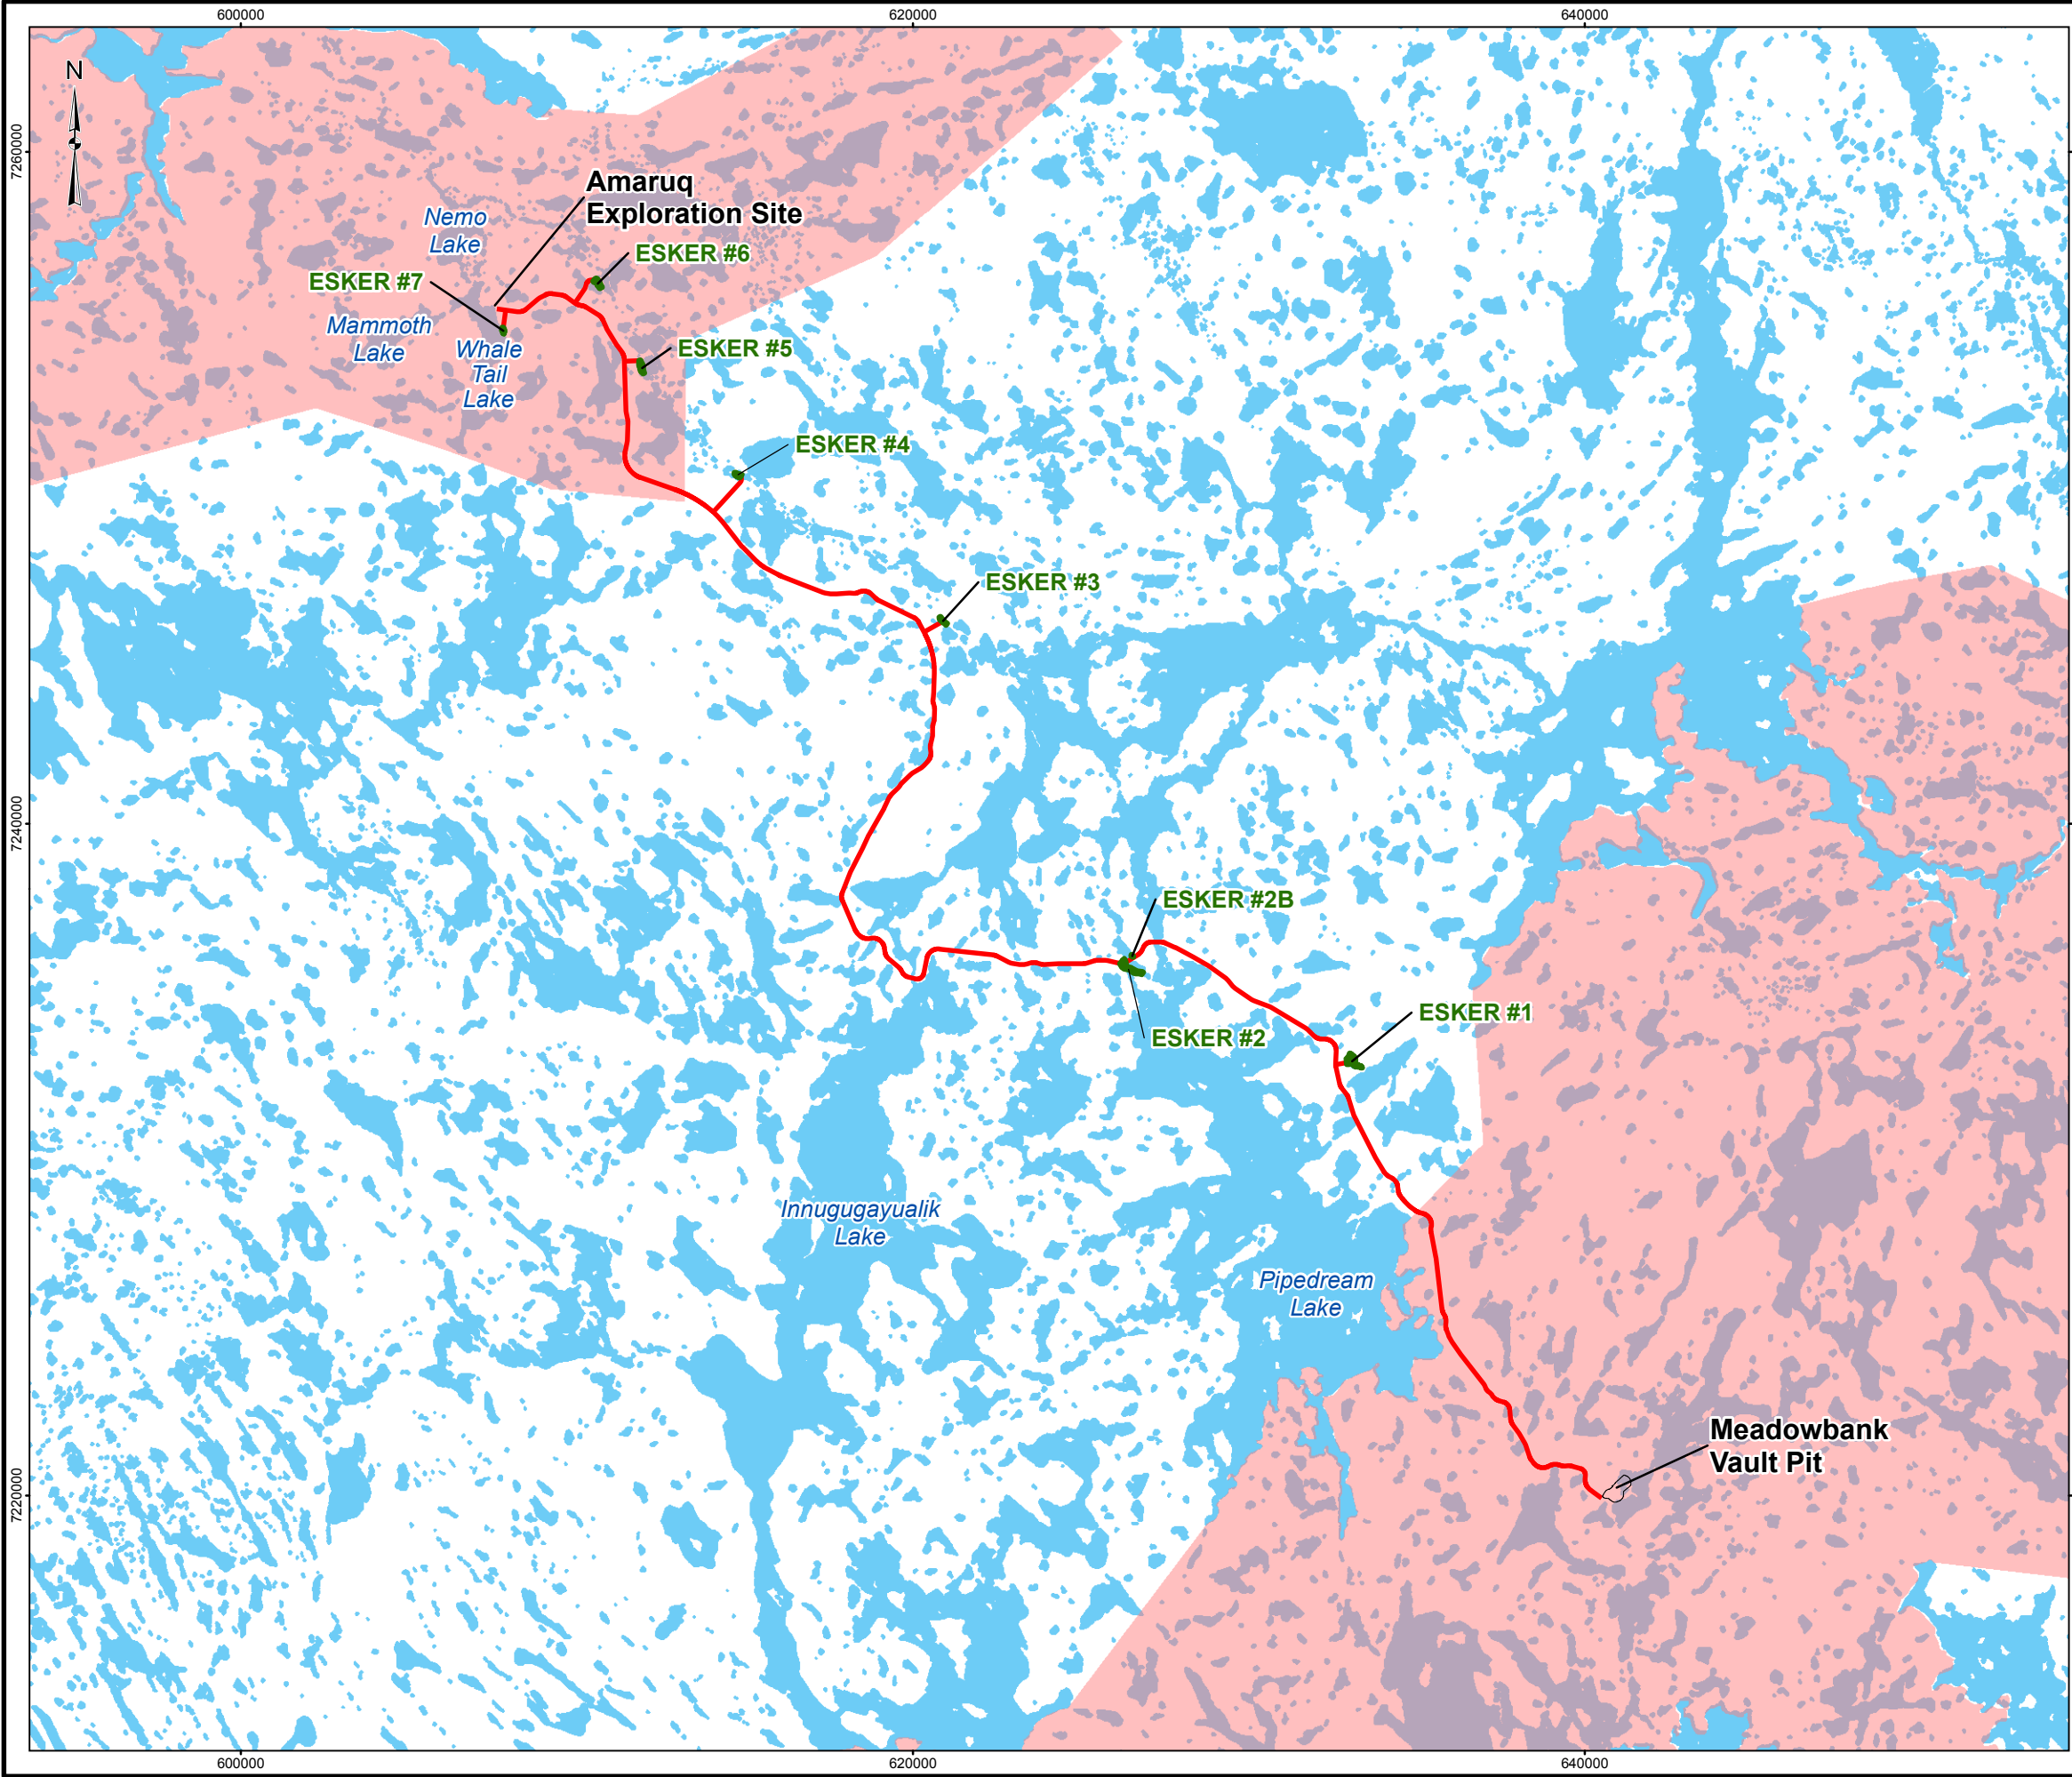 600000
620000
640000
N
7260000
Amaruq
Exploration Site
Nemo
Lake
ESKER #6
ESKER #7
Mammoth
Lake
Whale
Tail
Lake
ESKER #5
ESKER #4
ESKER #3
7240000
ESKER #2B
ESKER #1
ESKER #2
Innugugayualik
Lake
Pipedream
Lake
Meadowbank
Vault Pit
7220000
600000
620000
640000